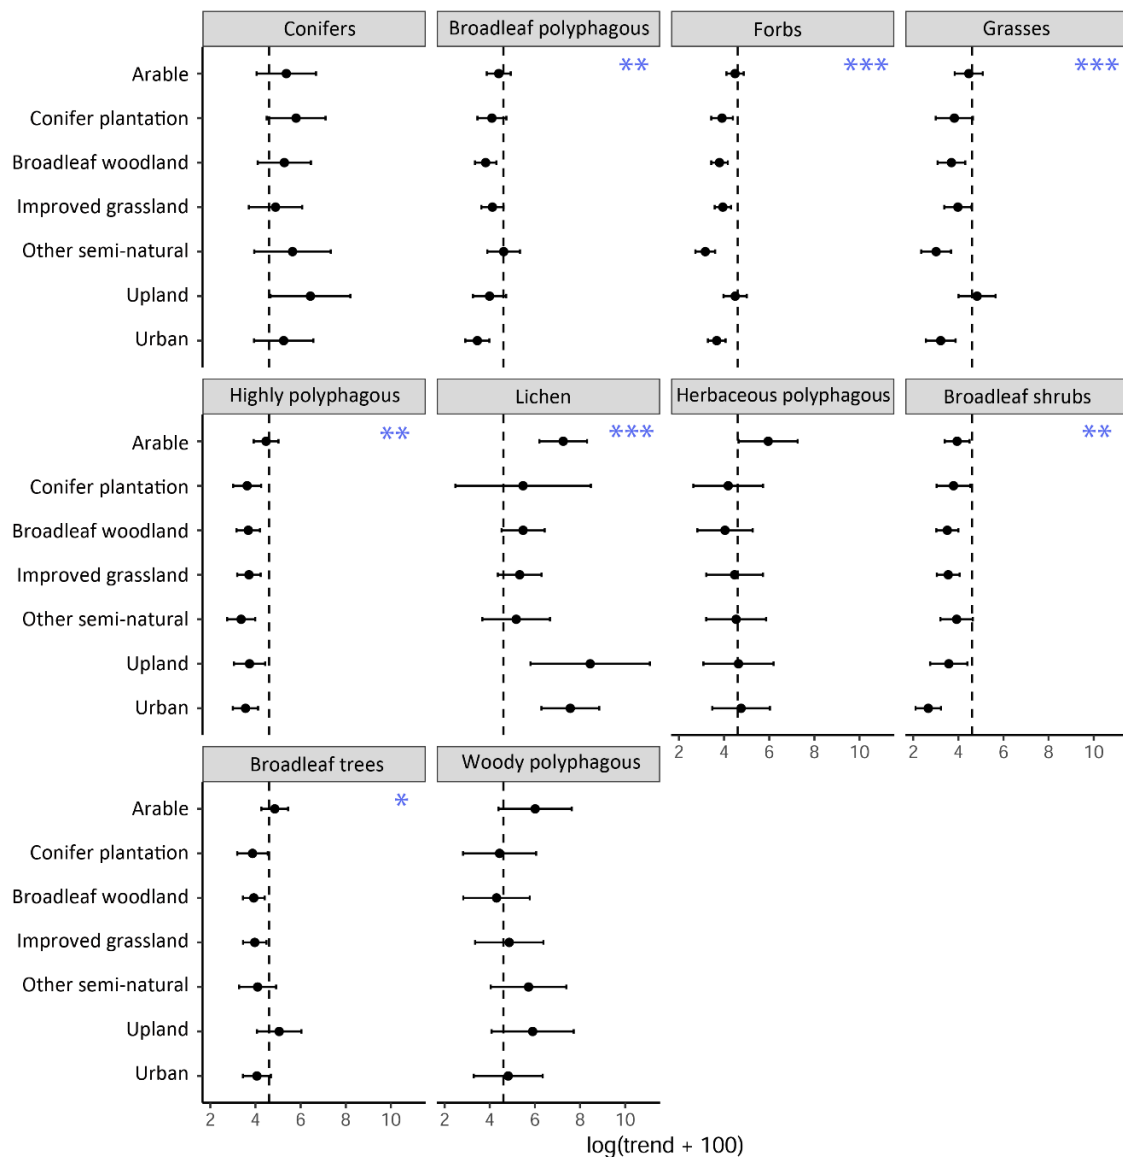 Conifers Broadleaf polyphagous Forbs Grasses
Arable ** *** ***
Conifer plantation
Broadleaf woodland
Improved grassland
Other semi-natural
Upland
Urban
Highly polyphagous Lichen Herbaceous polyphagous Broadleaf shrubs
Arable ** *** **
Conifer plantation
Broadleaf woodland
Improved grassland
Other semi-natural
Upland
Urban
2 4 6 8 10 2 4 6 8 10
Broadleaf trees Woody polyphagous
Arable *
Conifer plantation
Broadleaf woodland
Improved grassland
Other semi-natural
Upland
Urban
2 4 6 8 10 2 4 6 8 10
log(trend + 100)